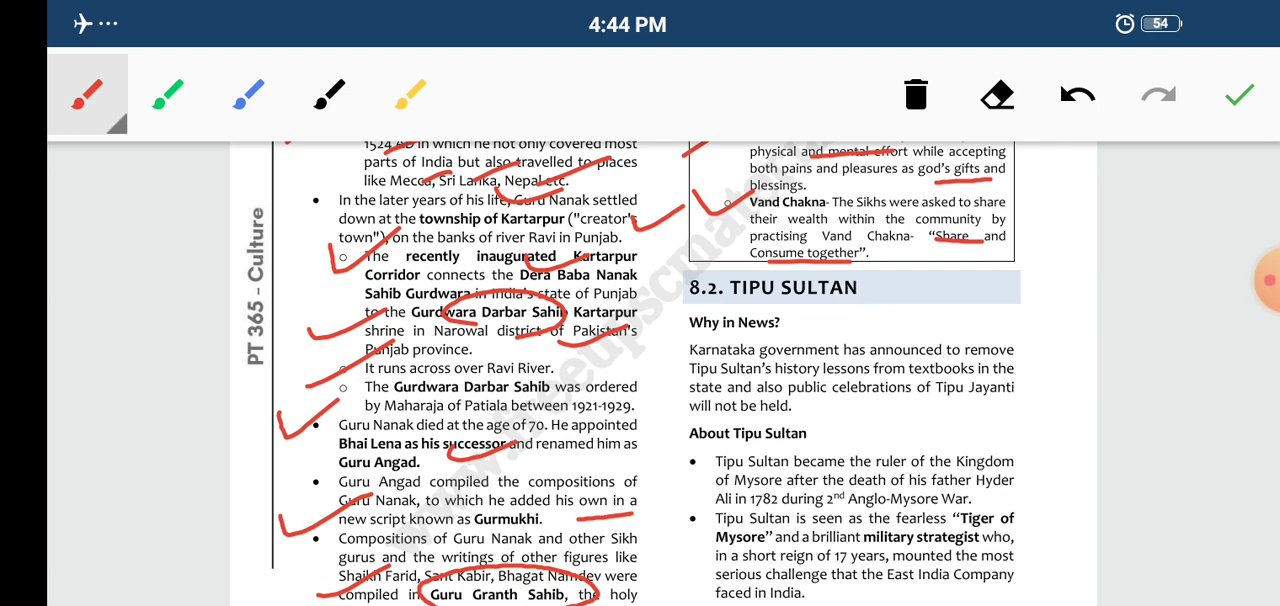 4:44 PM
54
PT 365 - Culture
1524 AD in which he not only covered most
parts of India but also travelled to places
like Mecca, Sri Lanka, Nepal etc.
• In the later years of his life, Guru Nanak settled
down at the township of Kartarpur ("creator's
town"), on the banks of river Ravi in Punjab.
○ The recently inaugurated Kartarpur
Corridor connects the Dera Baba Nanak
Sahib Gurdwara in India's state of Punjab
to the Gurdwara Darbar Sahib Kartarpur
shrine in Narowal district of Pakistan's
Punjab province.
○ It runs across over Ravi River.
○ The Gurdwara Darbar Sahib was ordered
by Maharaja of Patiala between 1921-1929.
• Guru Nanak died at the age of 70. He appointed
Bhai Lena as his successor and renamed him as
Guru Angad.
• Guru Angad compiled the compositions of
Guru Nanak, to which he added his own in a
new script known as Gurmukhi.
• Compositions of Guru Nanak and other Sikh
gurus and the writings of other figures like
Shaikh Farid, Sant Kabir, Bhagat Namdev were
compiled in Guru Granth Sahib, the holy
physical and mental effort while accepting
both pains and pleasures as god's gifts and
blessings.
○ Vand Chakna- The Sikhs were asked to share
their wealth within the community by
practising Vand Chakna- “Share and
Consume together”.
8.2. TIPU SULTAN
Why in News?
Karnataka government has announced to remove
Tipu Sultan's history lessons from textbooks in the
state and also public celebrations of Tipu Jayanti
will not be held.
About Tipu Sultan
• Tipu Sultan became the ruler of the Kingdom
of Mysore after the death of his father Hyder
Ali in 1782 during 2nd Anglo-Mysore War.
• Tipu Sultan is seen as the fearless “Tiger of
Mysore” and a brilliant military strategist who,
in a short reign of 17 years, mounted the most
serious challenge that the East India Company
faced in India.